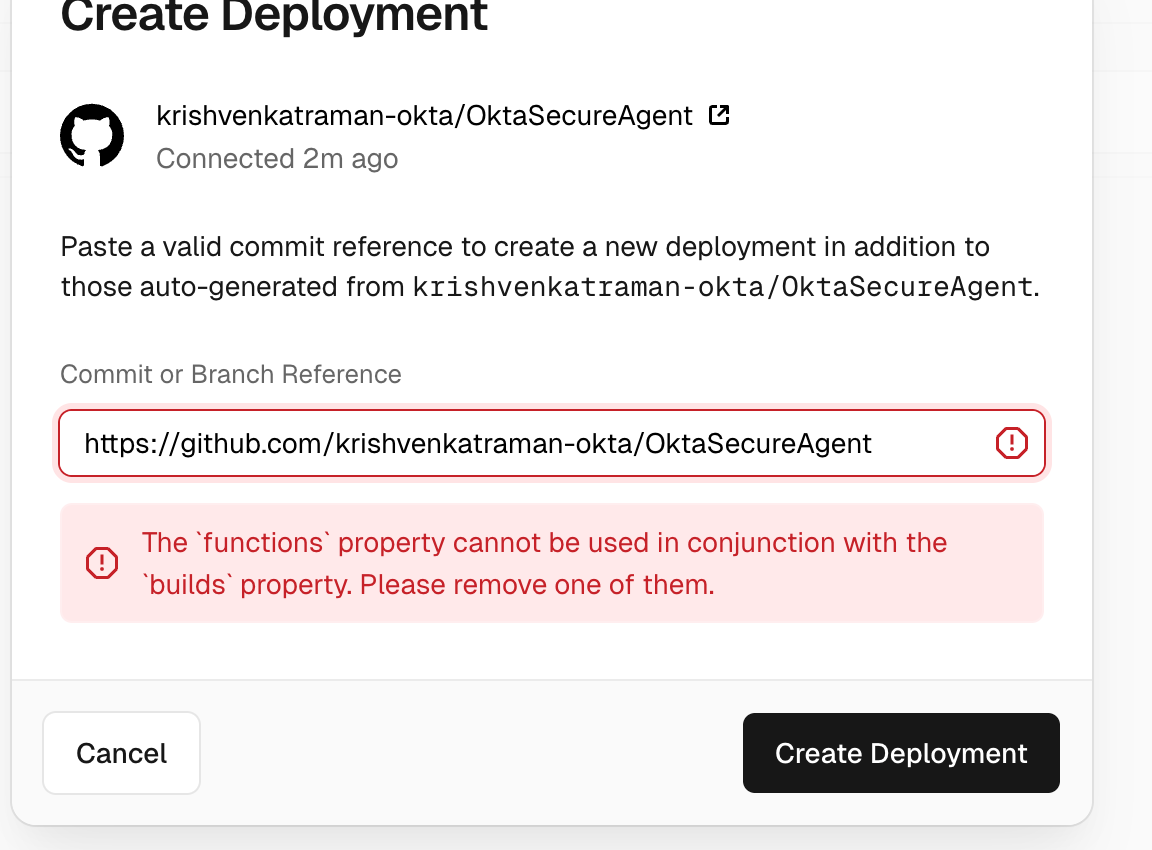 Create Deployment
krishvenkatraman-okta/OktaSecureAgent
Connected 2m ago
Paste a valid commit reference to create a new deployment in addition to
those auto-generated from krishvenkatraman-okta/OktaSecureAgent.
Commit or Branch Reference
https://github.com/krishvenkatraman-okta/OktaSecureAgent
The `functions` property cannot be used in conjunction with the
`builds` property. Please remove one of them.
Cancel
Create Deployment